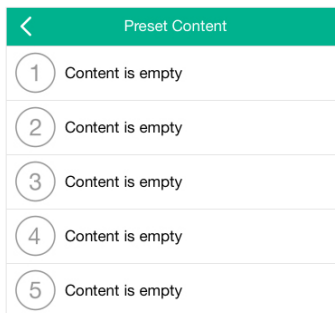 Preset Content
1 Content is empty
2 Content is empty
3 Content is empty
4 Content is empty
5 Content is empty